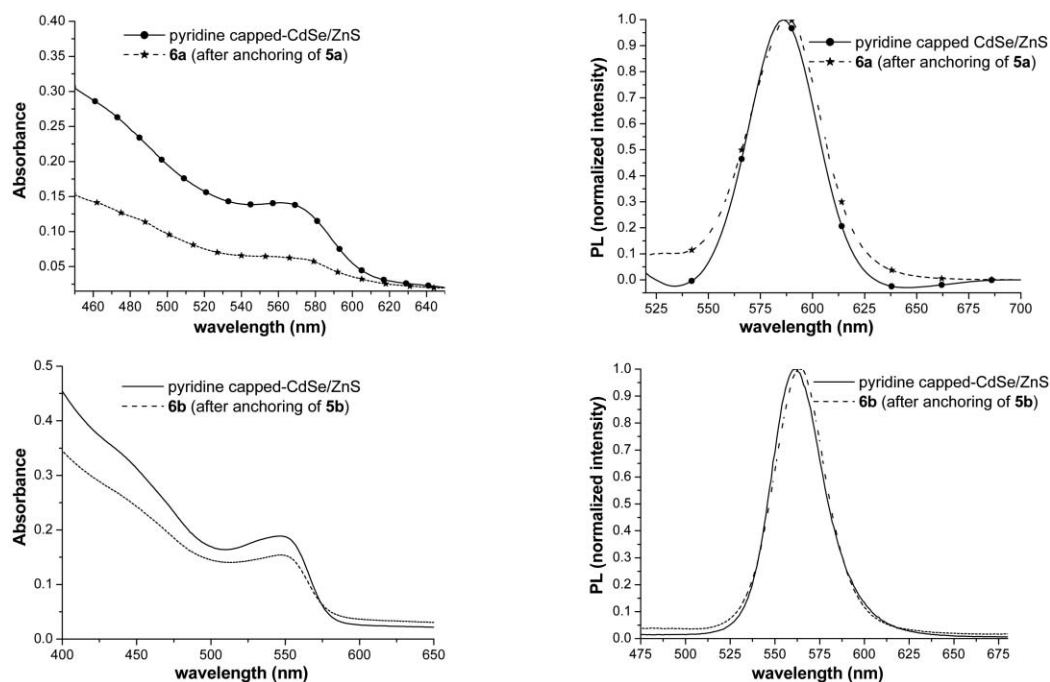 0.40
0.35
0.30
0.25
0.20
0.15
0.10
0.05
Absorbance
pyridine capped-CdSe/ZnS
6a (after anchoring of 5a)
460 480 500 520 540 560 580 600 620 640
wavelength (nm)
1.0
0.9
0.8
0.7
0.6
0.5
0.4
0.3
0.2
0.1
0.0
PL (normalized intensity)
pyridine capped CdSe/ZnS
6a (after anchoring of 5a)
525 550 575 600 625 650 675 700
wavelength (nm)
0.5
0.4
0.3
0.2
0.1
0.0
Absorbance
pyridine capped-CdSe/ZnS
6b (after anchoring of 5b)
400 450 500 550 600 650
wavelength (nm)
1.0
0.9
0.8
0.7
0.6
0.5
0.4
0.3
0.2
0.1
0.0
PL (normalized intensity)
pyridine capped-CdSe/ZnS
6b (after anchoring of 5b)
475 500 525 550 575 600 625 650 675
wavelength (nm)